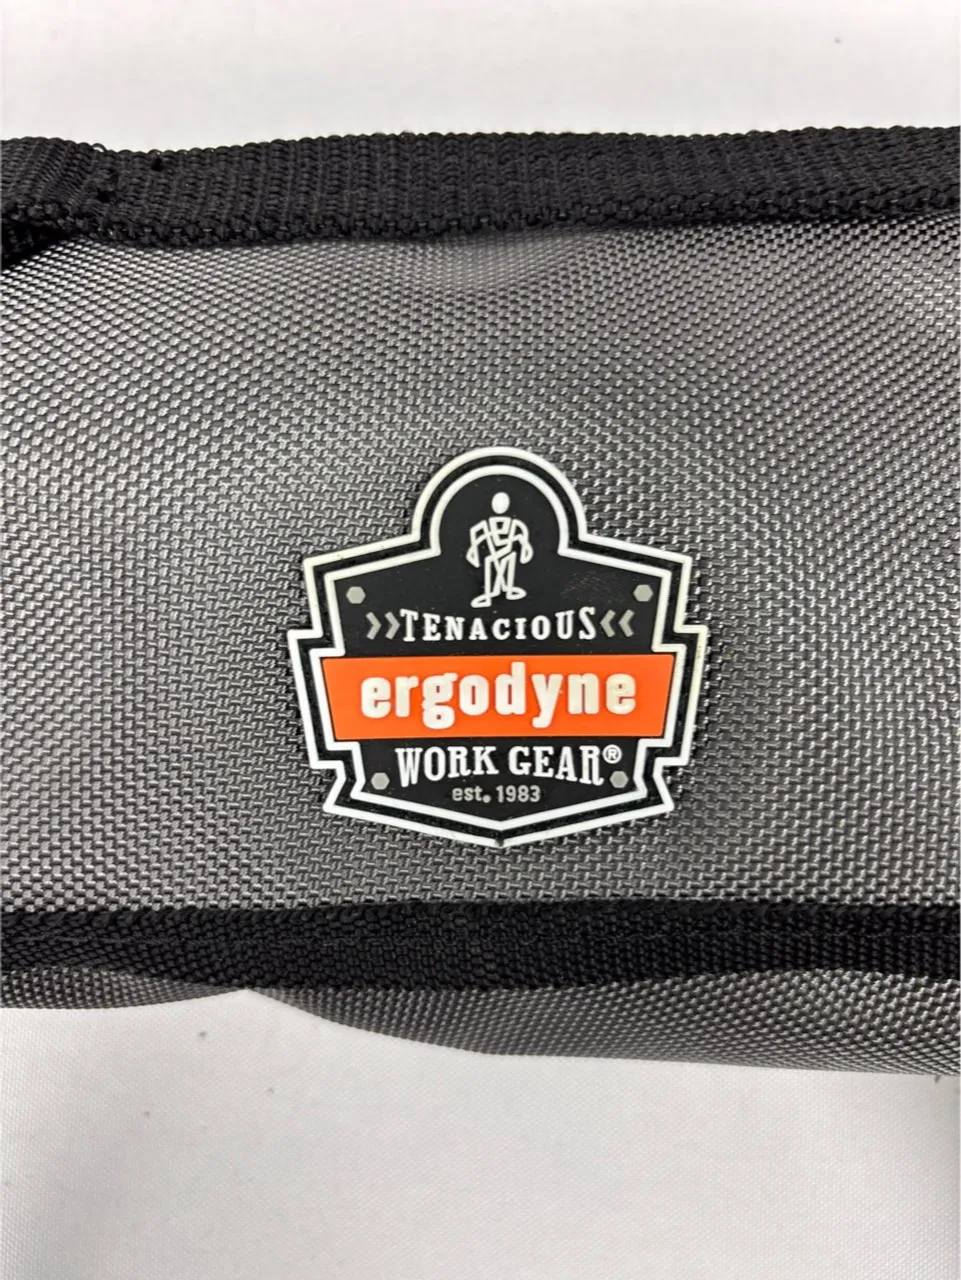 »TENACIOUS«
ergodyne
WORK GEAR®
est. 1983